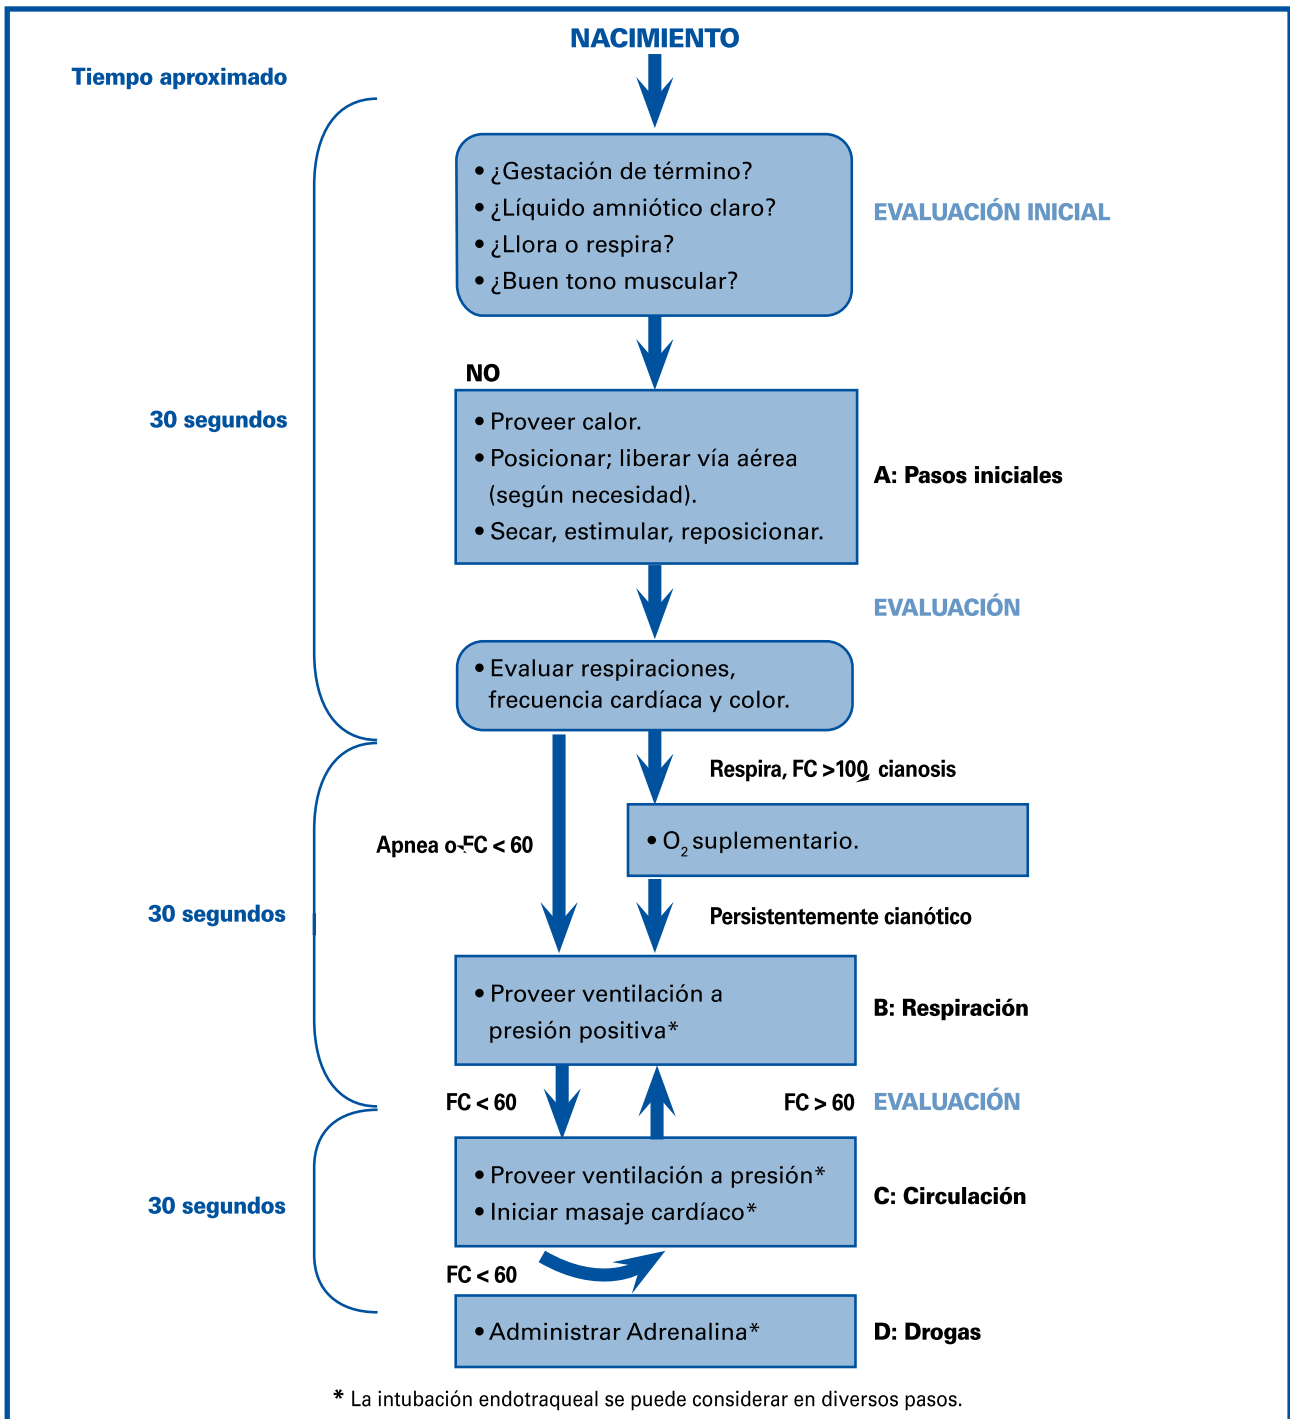 NACIMIENTO
Tiempo aproximado
• ¿Gestación de término?
• ¿Líquido amniótico claro?
• ¿Llora o respira?
• ¿Buen tono muscular?
EVALUACIÓN INICIAL
NO
30 segundos
• Proveer calor.
• Posicionar; liberar vía aérea
(según necesidad).
• Secar, estimular, reposicionar.
A: Pasos iniciales
EVALUACIÓN
• Evaluar respiraciones,
frecuencia cardíaca y color.
Respira, FC >100, cianosis
Apnea o FC < 60
• O2 suplementario.
30 segundos
Persistentemente cianótico
• Proveer ventilación a
presión positiva*
B: Respiración
FC < 60
FC > 60
EVALUACIÓN
30 segundos
• Proveer ventilación a presión*
• Iniciar masaje cardíaco*
C: Circulación
FC < 60
• Administrar Adrenalina*
D: Drogas
* La intubación endotraqueal se puede considerar en diversos pasos.